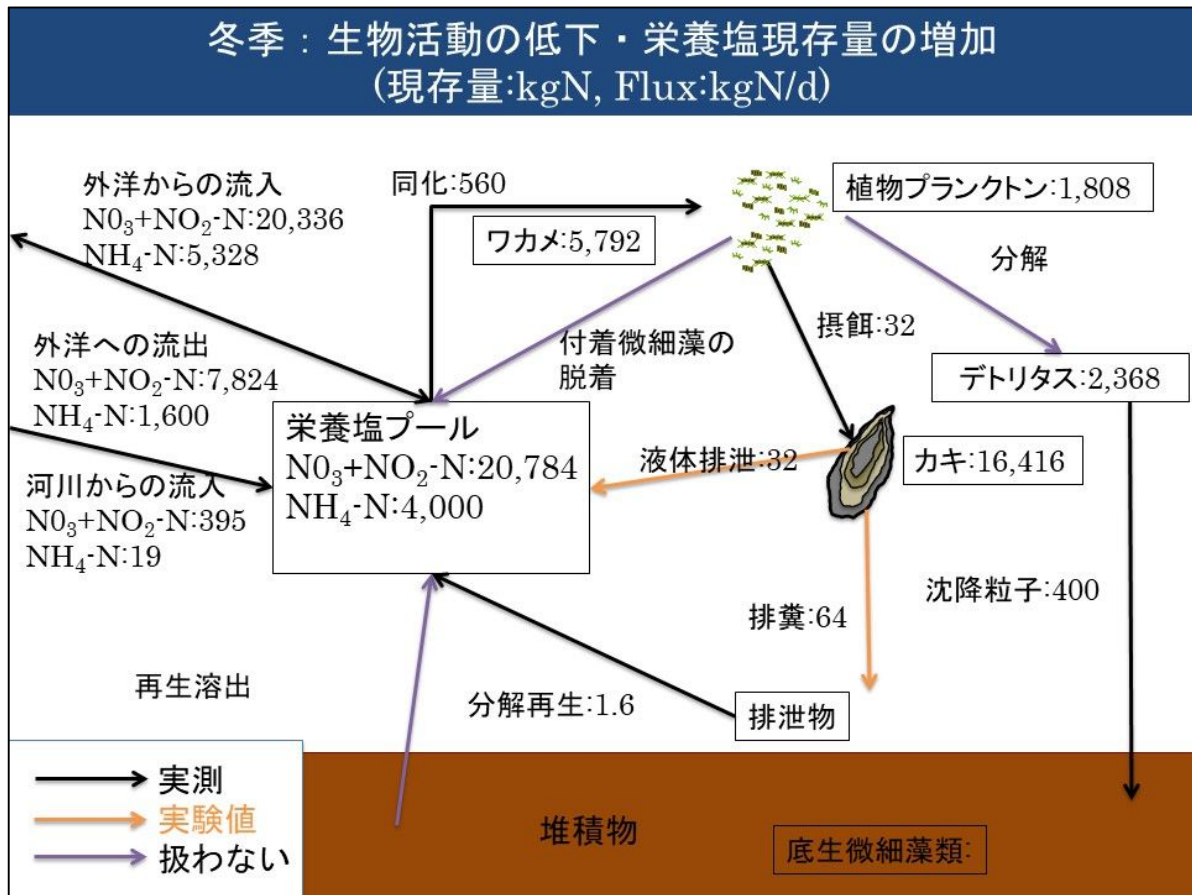 冬季：生物活動の低下・栄養塩現存量の増加
(現存量:kgN, Flux:kgN/d)
外洋からの流入
N0₃+NO₂-N:20,336
NH₄-N:5,328
同化:560
ワカメ:5,792
植物プランクトン:1,808
分解
摂餌:32
外洋への流出
N0₃+NO₂-N:7,824
NH₄-N:1,600
付着微細藻の
脱着
デトリタス:2,368
栄養塩プール
N0₃+NO₂-N:20,784
NH₄-N:4,000
液体排泄:32
カキ:16,416
河川からの流入
N0₃+NO₂-N:395
NH₄-N:19
排糞:64
沈降粒子:400
再生溶出
分解再生:1.6
排泄物
実測
実験値
扱わない
堆積物
底生微細藻類: